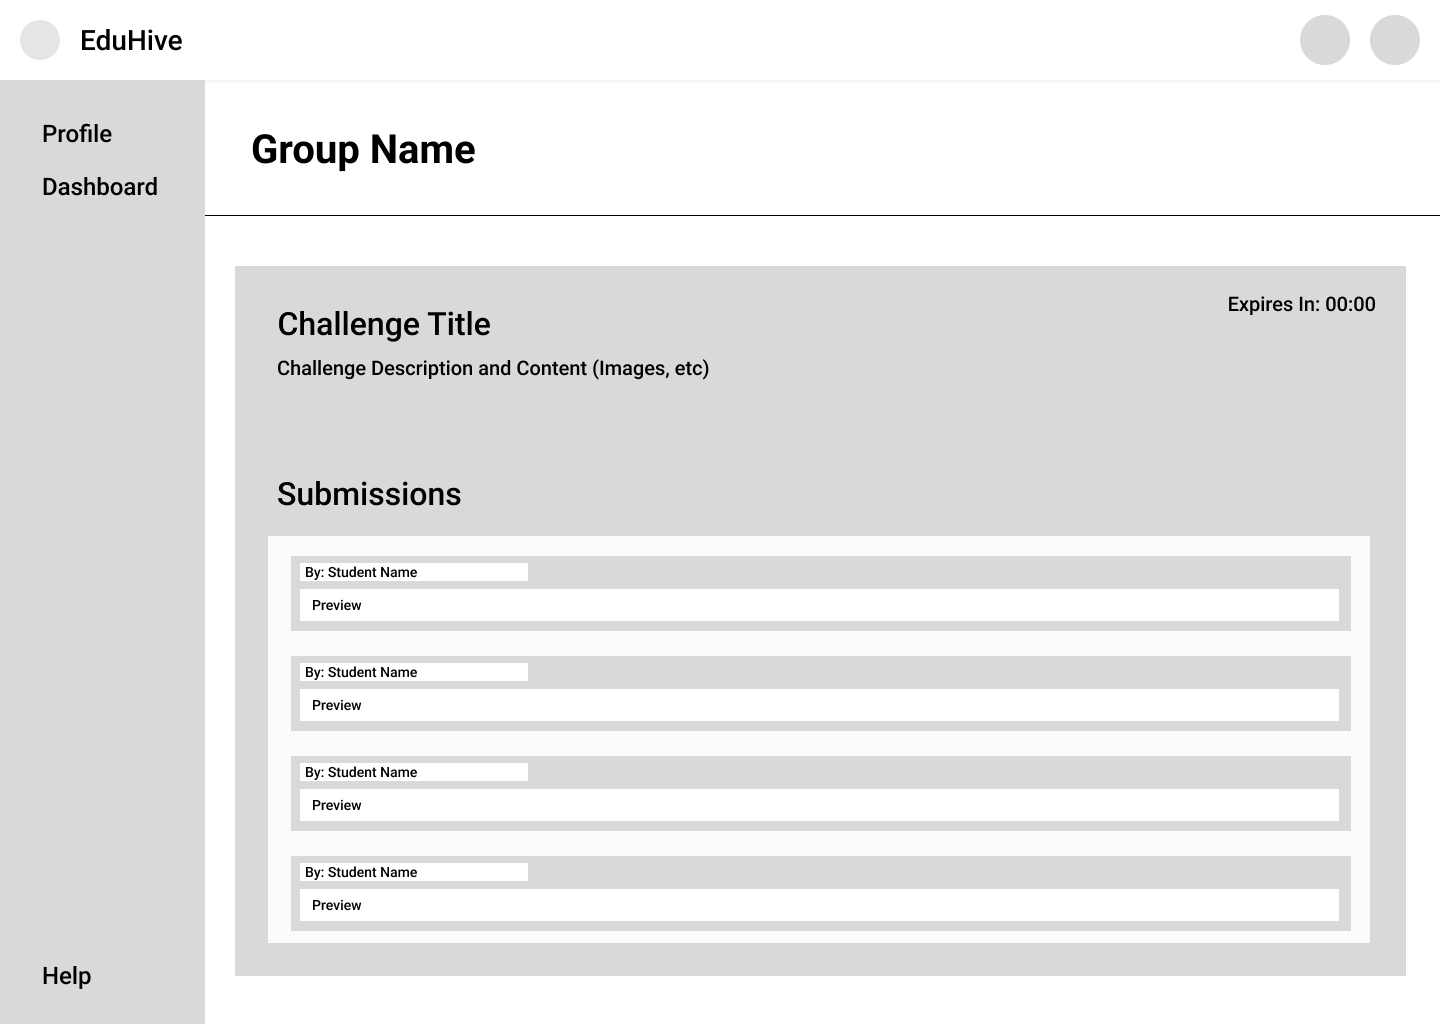 EduHive
Profile
Dashboard
Group Name
Expires In: 00:00
Challenge Title
Challenge Description and Content (Images, etc)
Submissions
By: Student Name
Preview
By: Student Name
Preview
By: Student Name
Preview
By: Student Name
Preview
Help